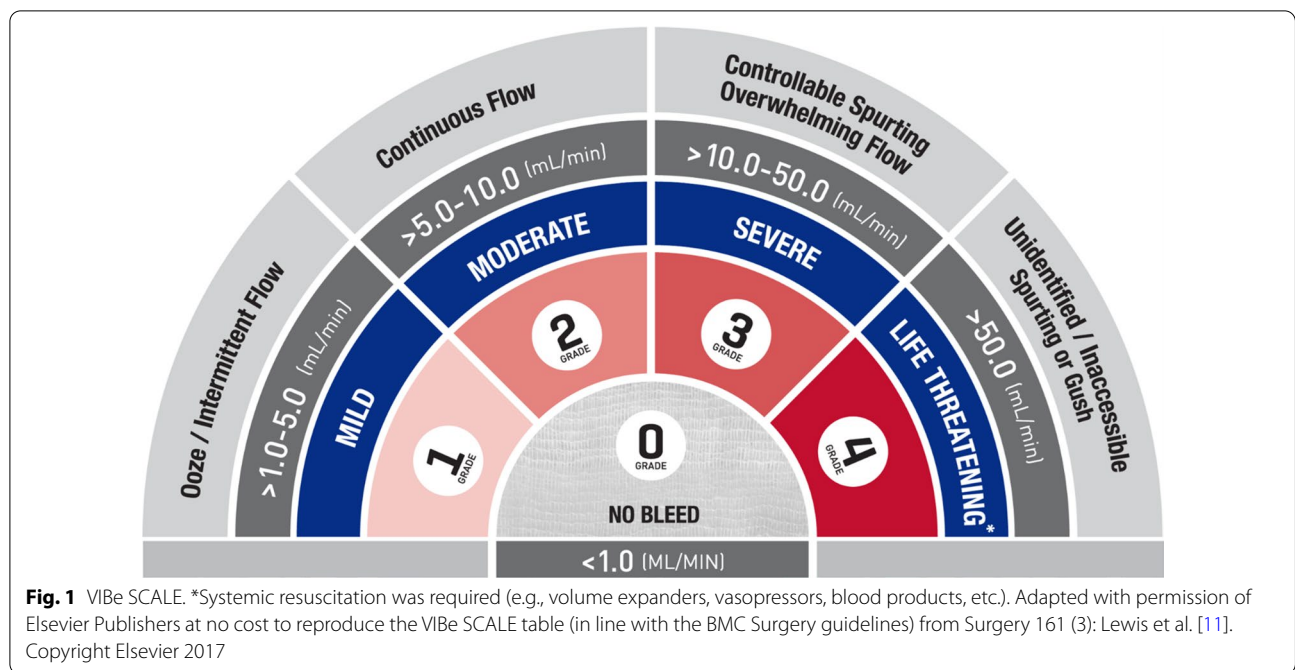 Ooze / Intermittent Flow
>1.0-5.0 (mL/min)
MILD
1
GRADE
Continuous Flow
>5.0-10.0 (mL/min)
MODERATE
2
GRADE
Controllable Spurting
Overwhelming Flow
>10.0-50.0 (mL/min)
SEVERE
3
GRADE
Unidentified / Inaccessible
Spurting or Gush
>50.0 (mL/min)
LIFE THREATENING*
4
GRADE
0
GRADE
NO BLEED
<1.0 (ML/MIN)
Fig. 1 VIBe SCALE. *Systemic resuscitation was required (e.g., volume expanders, vasopressors, blood products, etc.). Adapted with permission of
Elsevier Publishers at no cost to reproduce the VIBe SCALE table (in line with the BMC Surgery guidelines) from Surgery 161 (3): Lewis et al. [11].
Copyright Elsevier 2017